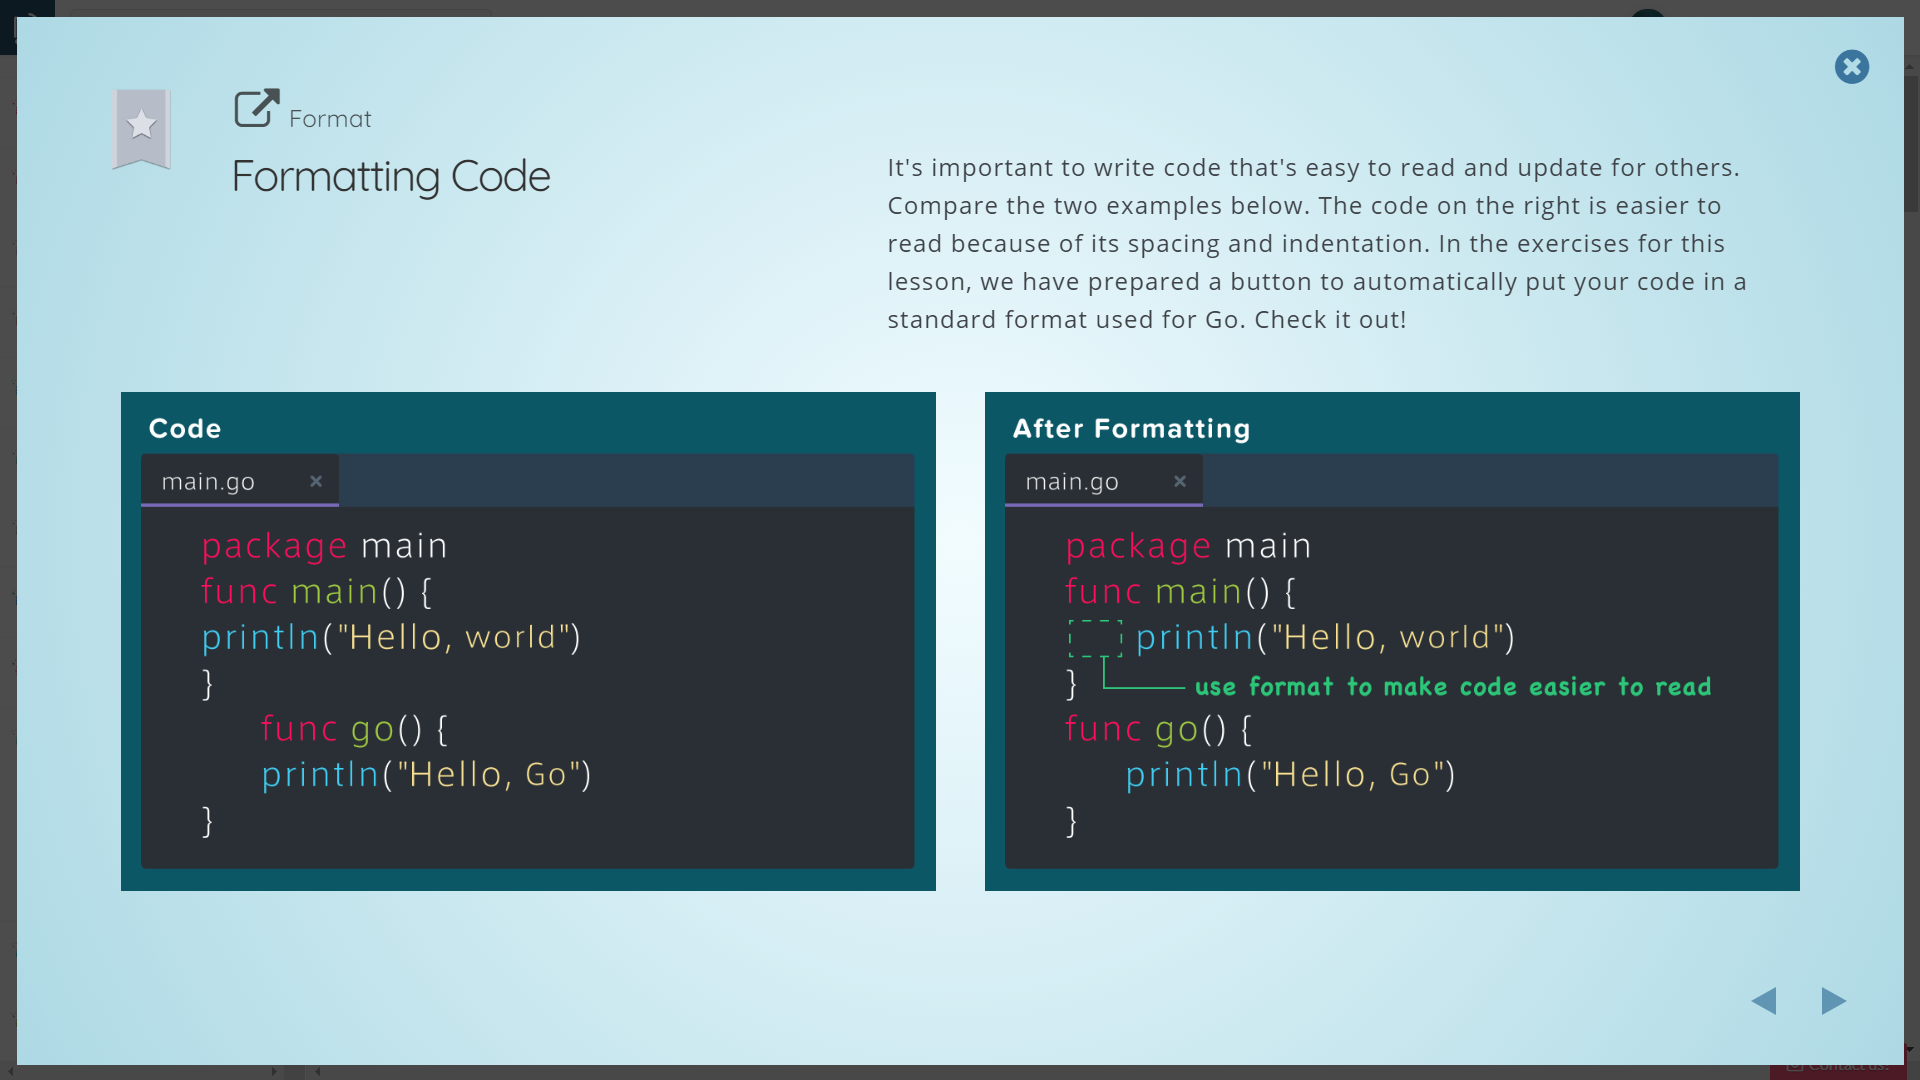 Format
Formatting Code
It's important to write code that's easy to read and update for others.
Compare the two examples below. The code on the right is easier to
read because of its spacing and indentation. In the exercises for this
lesson, we have prepared a button to automatically put your code in a
standard format used for Go. Check it out!
Code
main.go ×
package main
func main() {
println("Hello, world")
}
func go() {
println("Hello, Go")
}
After Formatting
main.go ×
package main
func main() {
println("Hello, world")
} use format to make code easier to read
func go() {
println("Hello, Go")
}
Contact us!